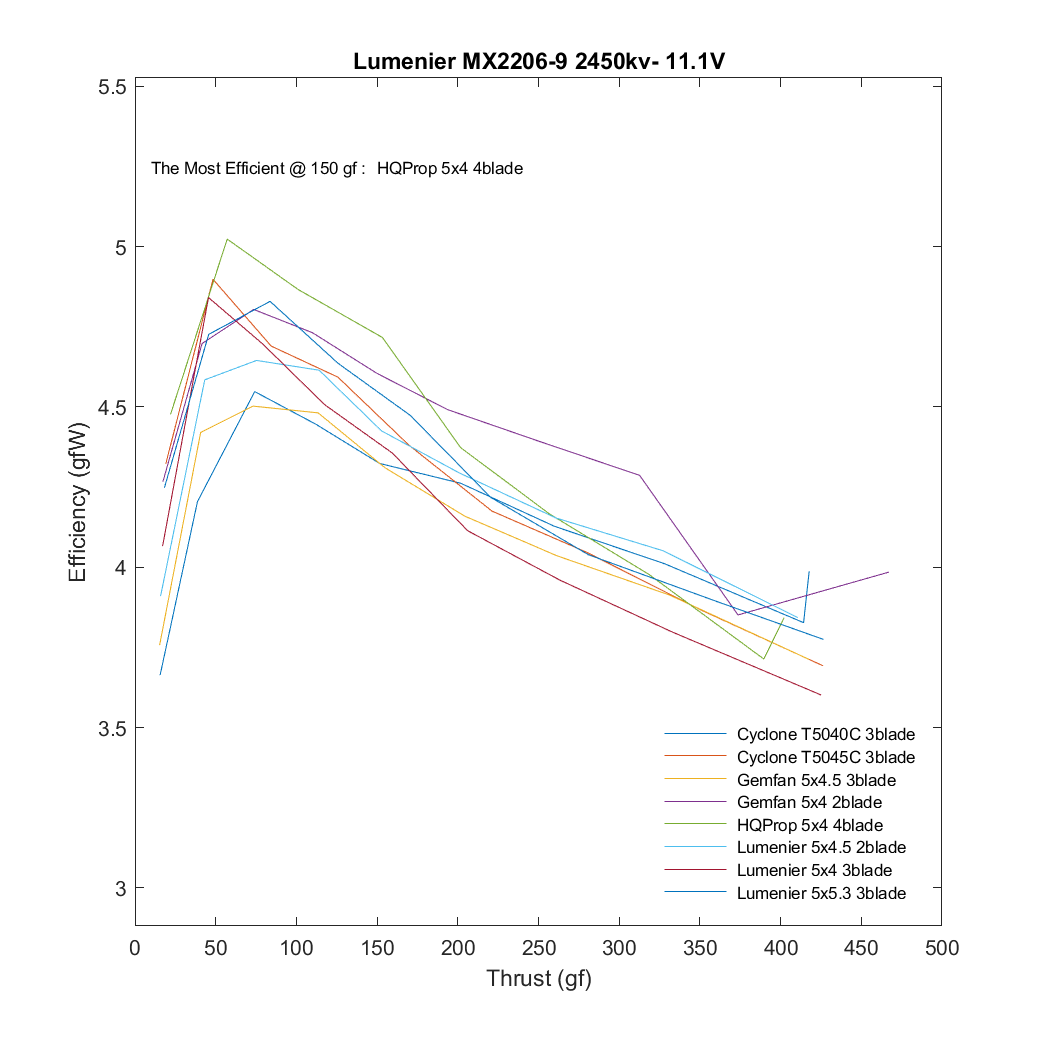 Lumenier MX2206-9 2450kv- 11.1V
5.5
The Most Efficient @ 150 gf : HQProp 5x4 4blade
5
4.5
Efficiency (gfW)
4
3.5
Cyclone T5040C 3blade
Cyclone T5045C 3blade
Gemfan 5x4.5 3blade
Gemfan 5x4 2blade
HQProp 5x4 4blade
Lumenier 5x4.5 2blade
Lumenier 5x4 3blade
Lumenier 5x5.3 3blade
3
0 50 100 150 200 250 300 350 400 450 500
Thrust (gf)